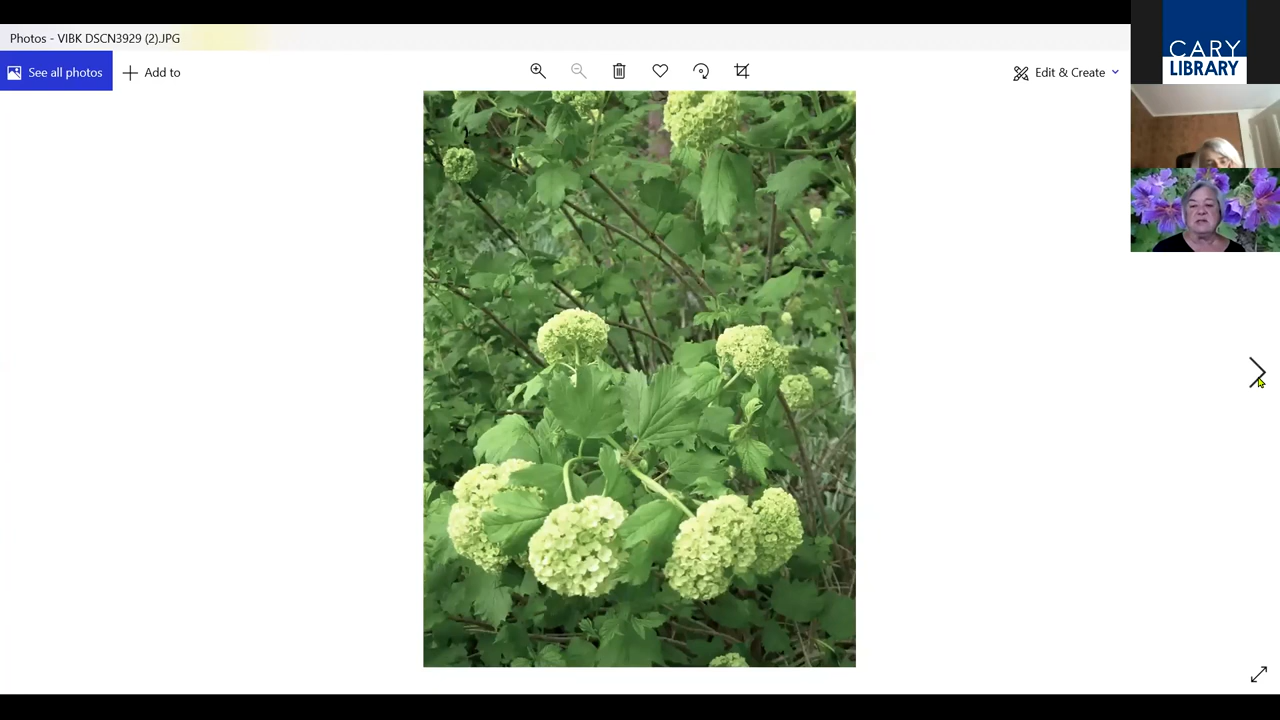 Photos - VIBK DSCN3929 (2).JPG
See all photos
Add to
Edit & Create
CARY
LIBRARY